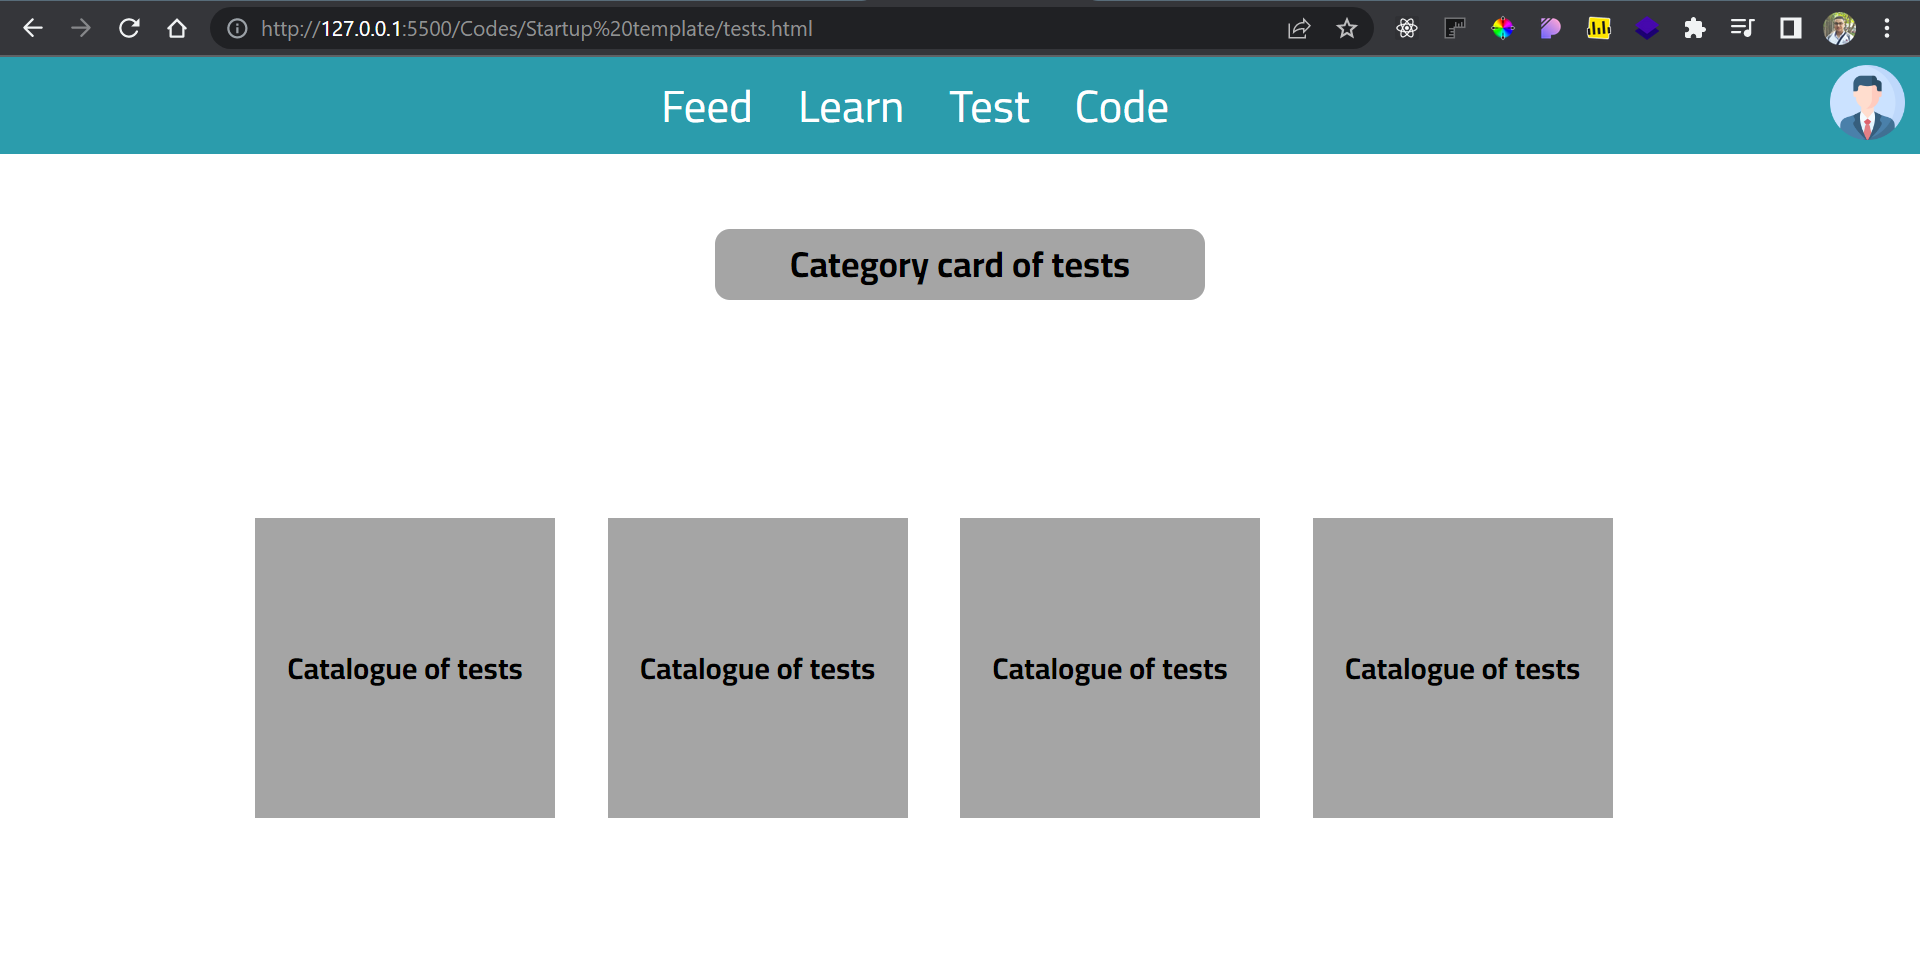 http://127.0.0.1:5500/Codes/Startup%20template/tests.html
Feed Learn Test Code
Category card of tests
Catalogue of tests Catalogue of tests Catalogue of tests Catalogue of tests